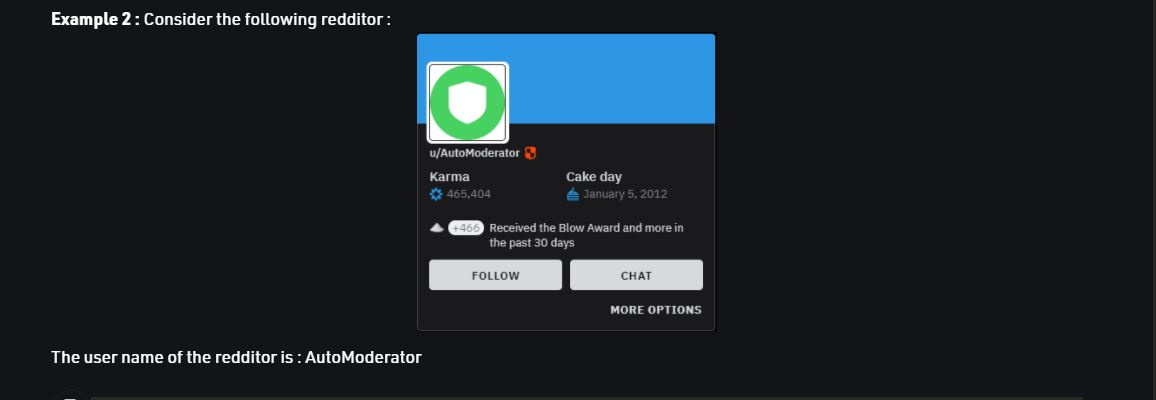 Example 2 : Consider the following redditor :
u/AutoModerator
Karma
Cake day
465,404
January 5, 2012
+466 Received the Blow Award and more in
the past 30 days
FOLLOW
CHAT
MORE OPTIONS
The user name of the redditor is : AutoModerator